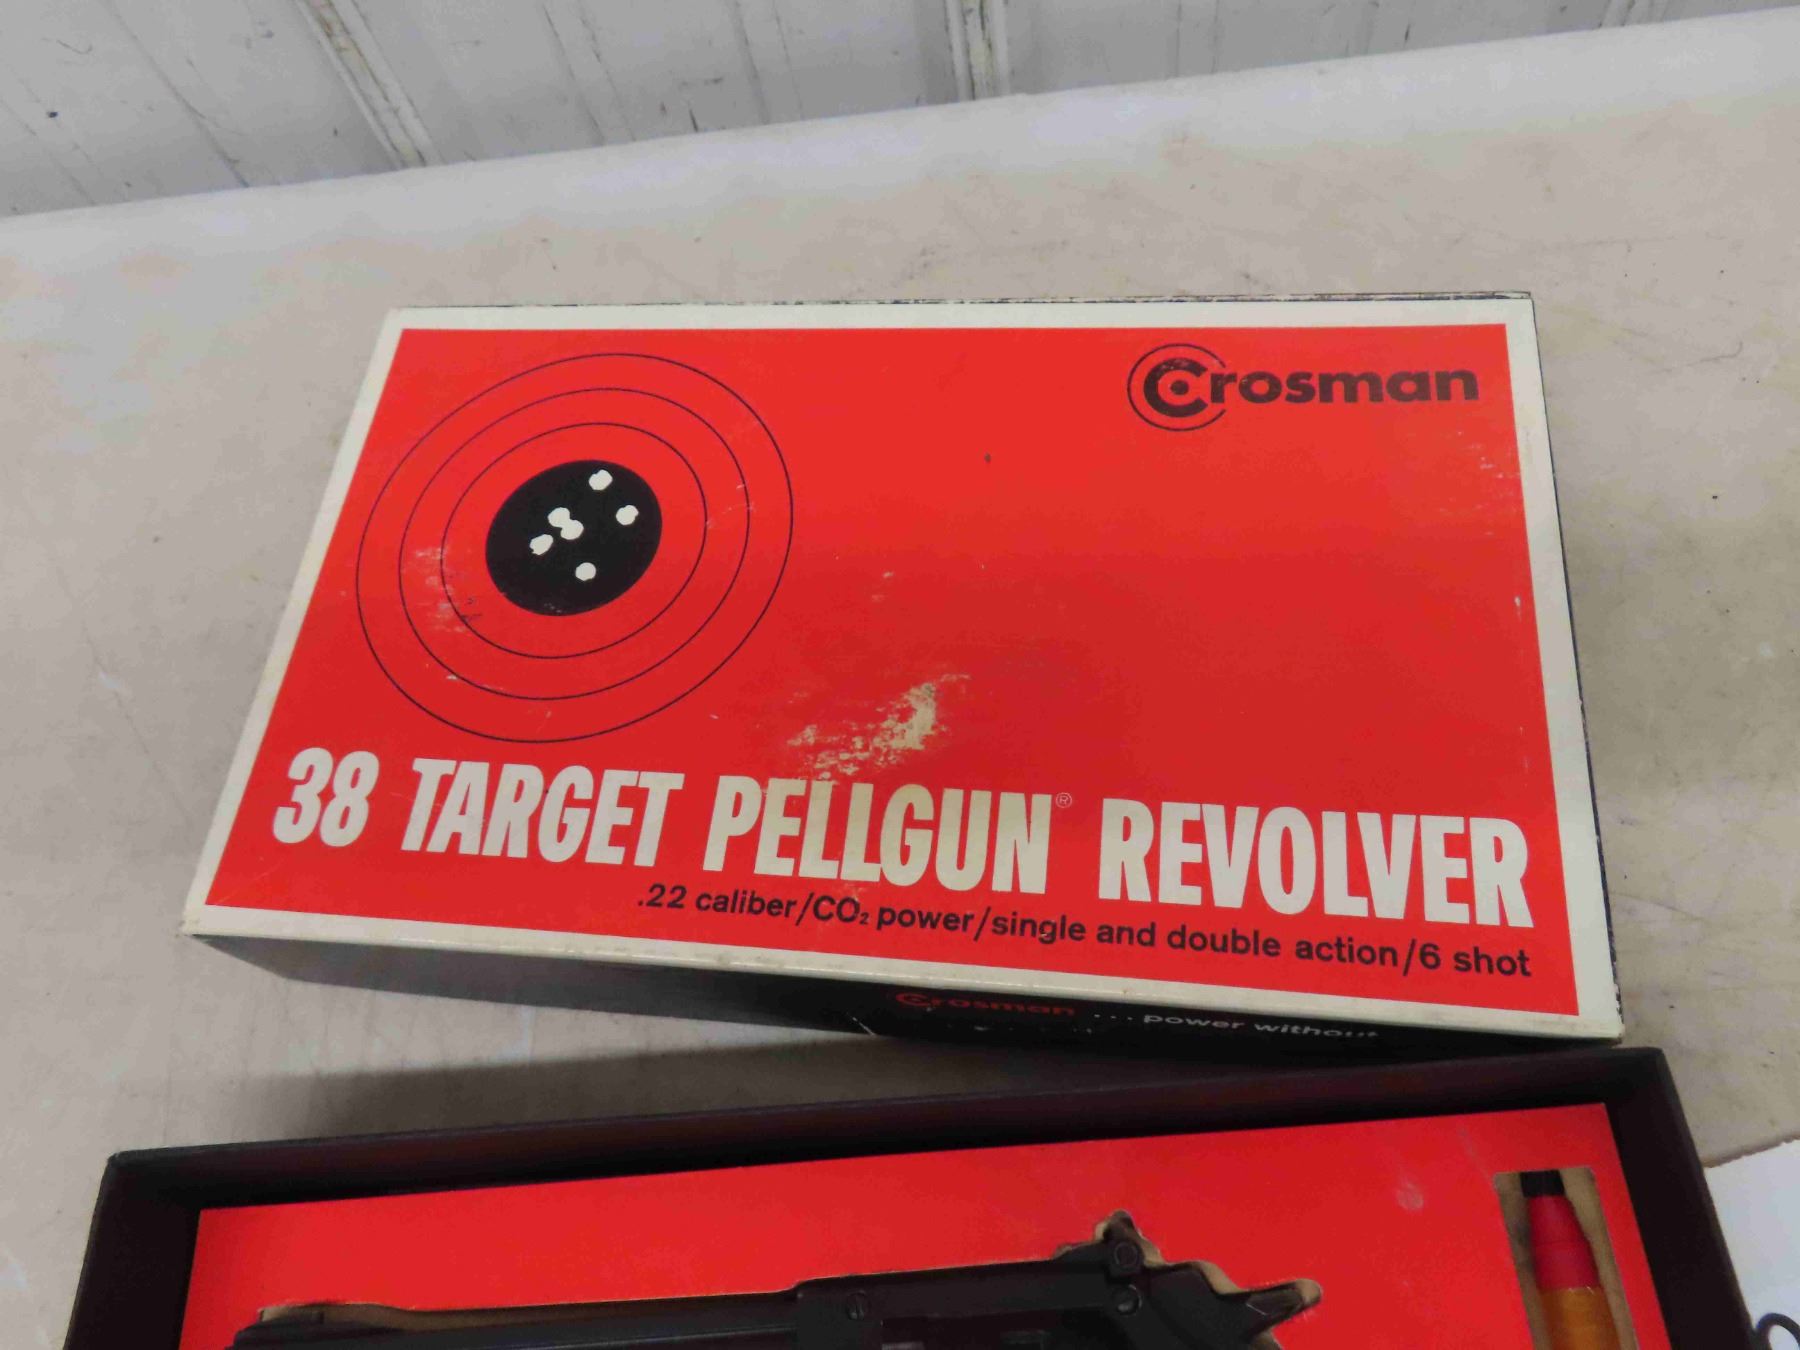 Crosman
38 TARGET PELLGUN® REVOLVER
.22 caliber/CO₂ power/single and double action/6 shot
Crosman ... power without